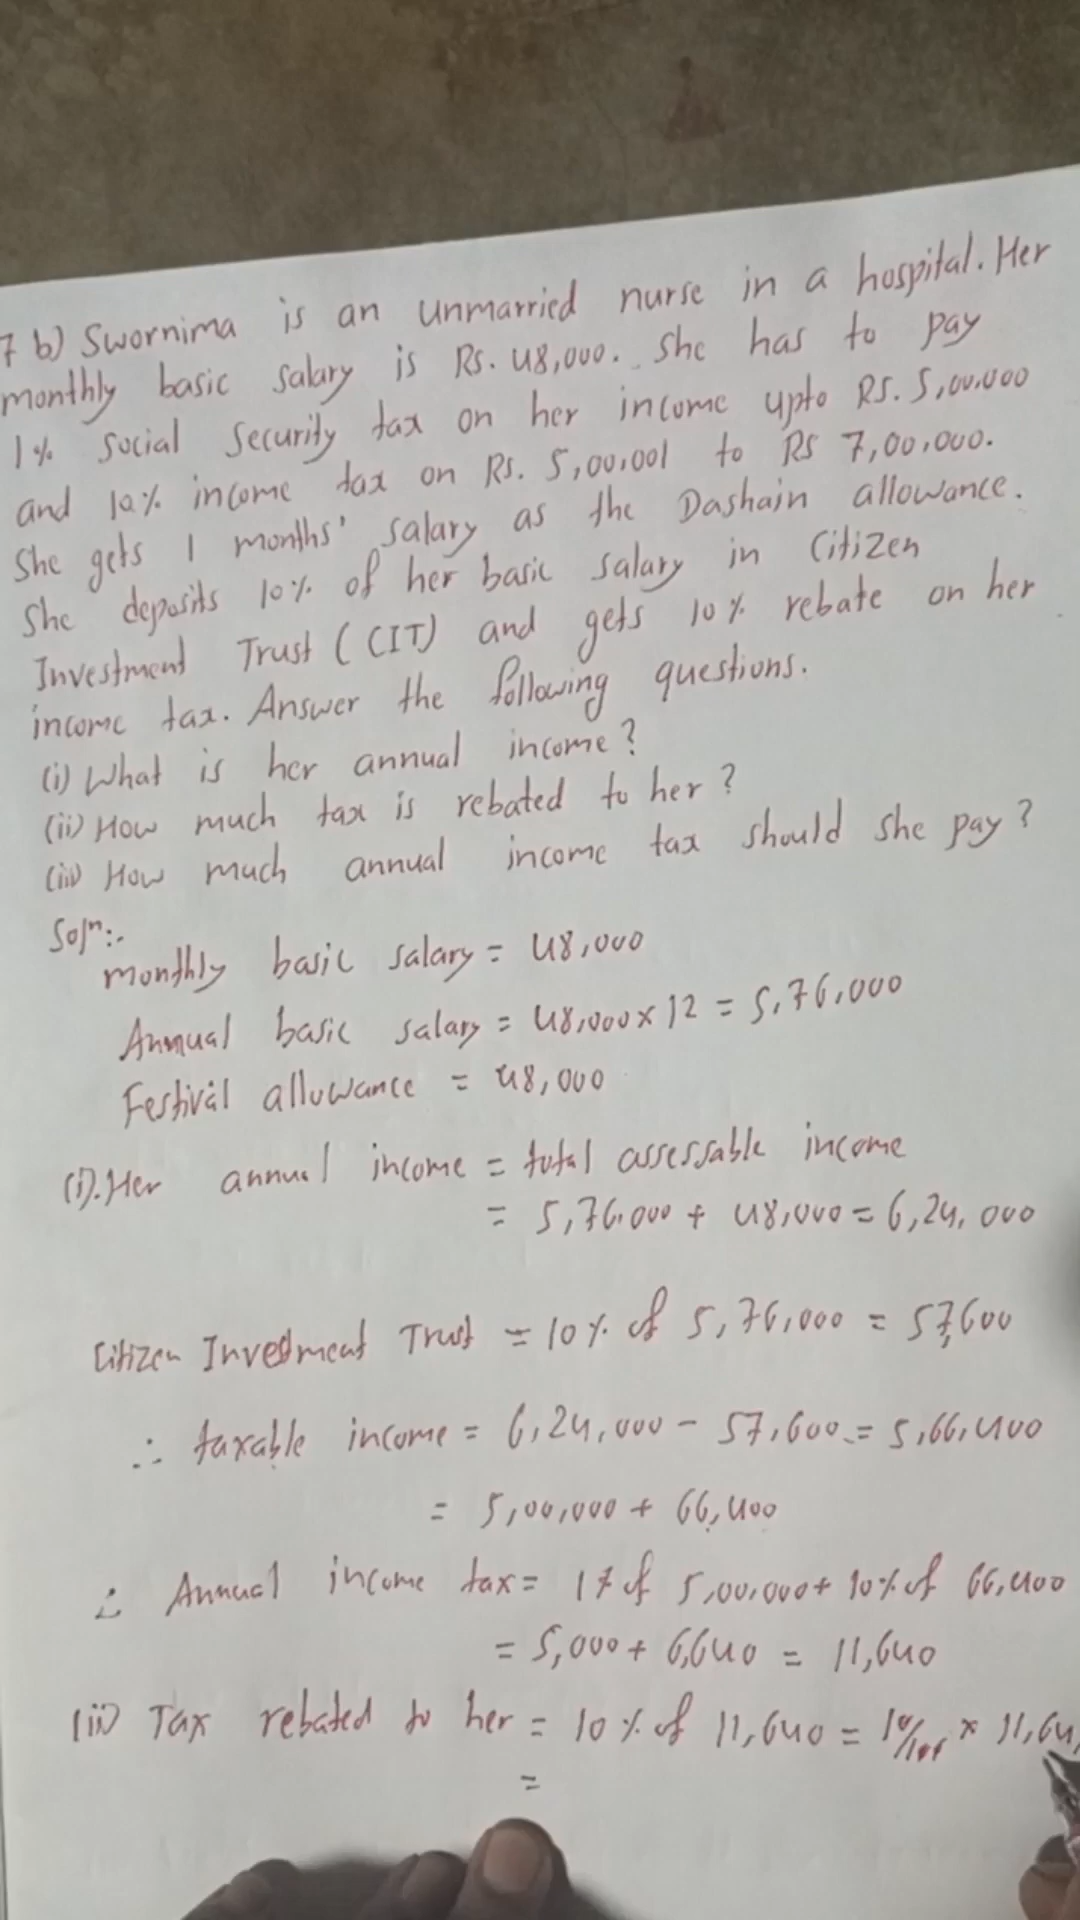 7 b) Swornima is an unmarried nurse in a hospital. Her
monthly basic salary is Rs. 48,000. She has to pay
1% Social Security tax on her income upto Rs. 5,00,000
and 10% income tax on Rs. 5,00,001 to Rs 7,00,000.
She gets 1 months' salary as the Dashain allowance.
She deposits 10% of her basic salary in Citizen
Investment Trust (CIT) and gets 10% rebate on her
income tax. Answer the following questions.
(i) What is her annual income?
(ii) How much tax is rebated to her?
(iii) How much annual income tax should she pay?
Soln:-
monthly basic salary = 48,000
Annual basic salary = 48,000 x 12 = 5,76,000
Festival allowance = 48,000
(i). Her annual income = total assessable income
= 5,76,000 + 48,000 = 6,24,000
Citizen Investment Trust = 10% of 5,76,000 = 57,600
∴ taxable income = 6,24,000 - 57,600 = 5,66,400
= 5,00,000 + 66,400
∴ Annual income tax = 1% of 5,00,000 + 10% of 66,400
= 5,000 + 6,640 = 11,640
(ii) Tax rebated to her = 10% of 11,640 = 10/100 x 11,64
=